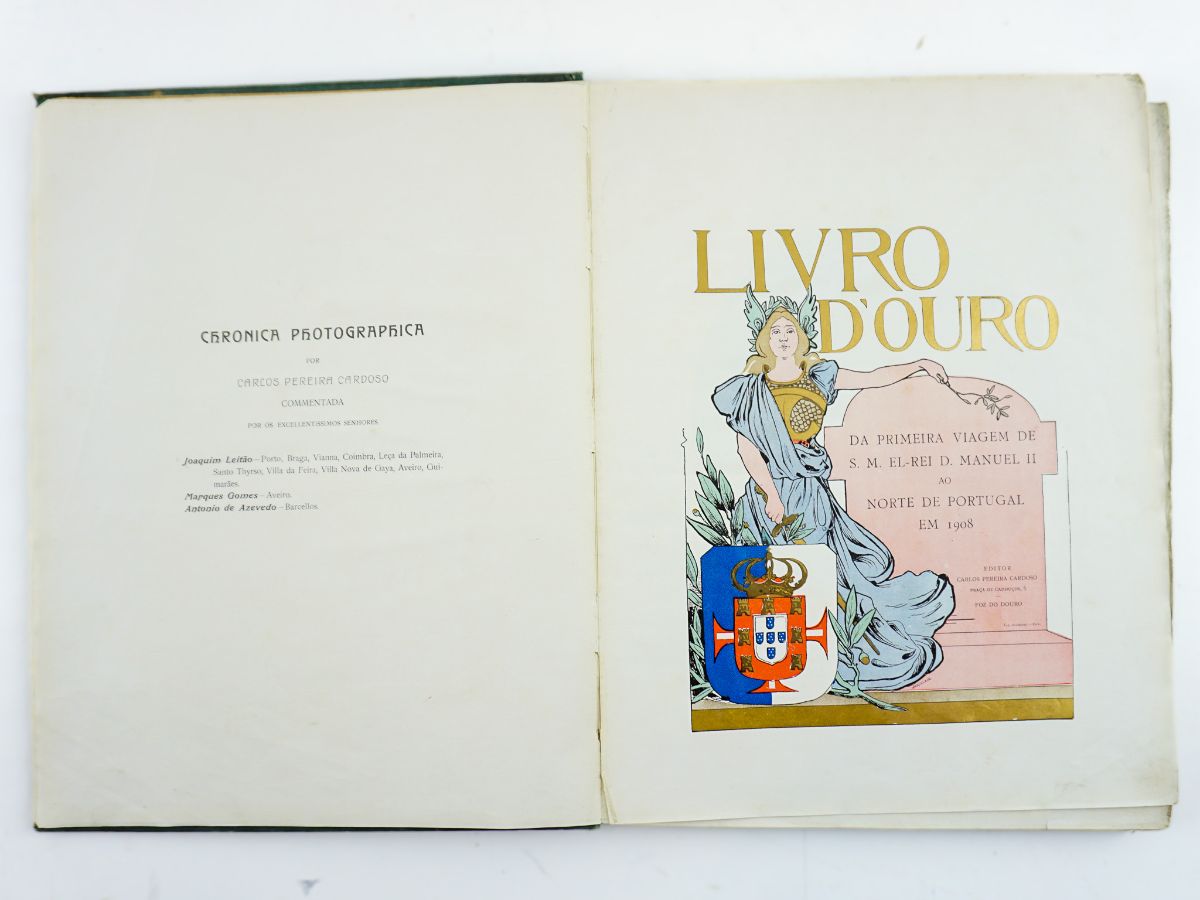 CHRONICA PHOTOGRAPHICA
POR
CARLOS PEREIRA CARDOSO
COMMENTADA
POR OS EXCELLENTISSIMOS SENHORES
Joaquim Leitão—Porto, Braga, Vianna, Coimbra, Leça da Palmeira,
Santo Thyrso, Villa da Feira, Villa Nova de Gaya, Aveiro, Gui-
marães.
Marques Gomes—Aveiro.
Antonio de Azevedo—Barcellos.
LIVRO
D'OURO
DA PRIMEIRA VIAGEM DE
S. M. EL-REI D. MANUEL II
AO
NORTE DE PORTUGAL
EM 1908
EDITOR
CARLOS PEREIRA CARDOSO
FOZ DO DOURO